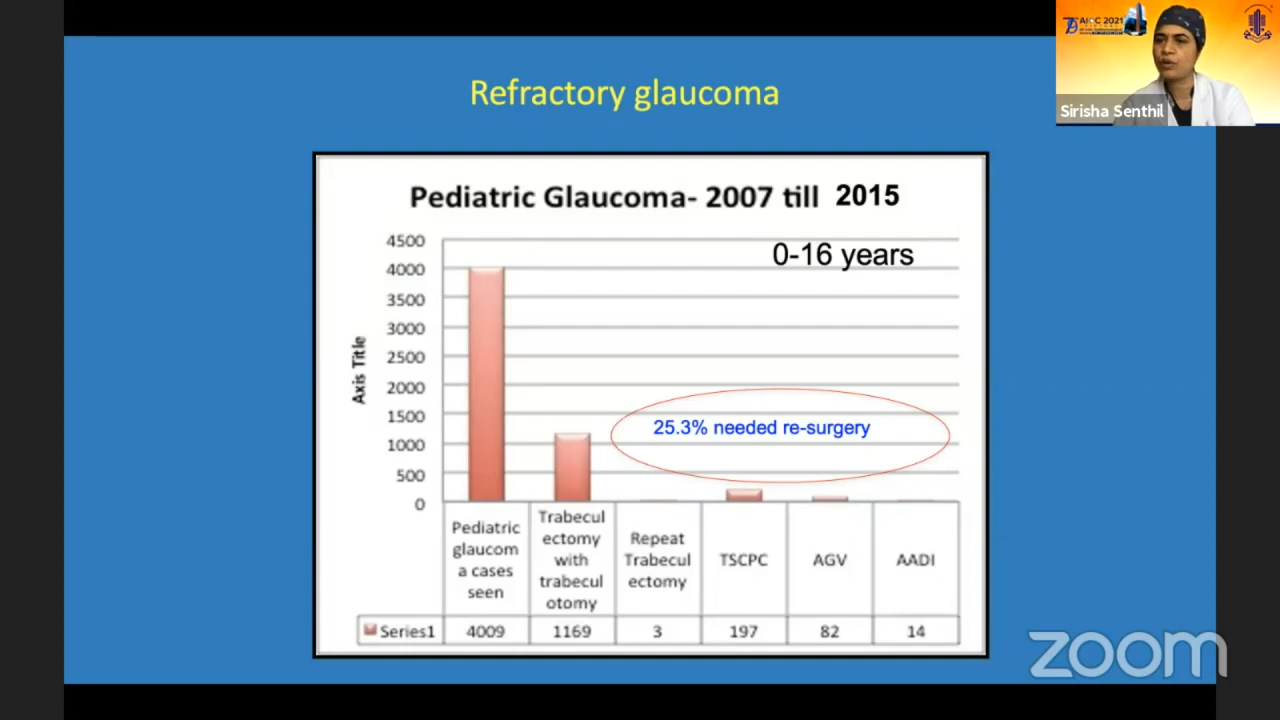 Refractory glaucoma
AIOC 2021
Sirisha Senthil
Pediatric Glaucoma- 2007 till 2015
0-16 years
4500
4000
3500
3000
2500
2000
1500
1000
500
0
Axis Title
25.3% needed re-surgery
Pediatric
glaucom
a cases
seen
Trabecul
ectomy
with
trabecul
otomy
Repeat
Trabecul
ectomy
TSCPC
AGV
AADI
Series1 4009 1169 3 197 82 14
zoom